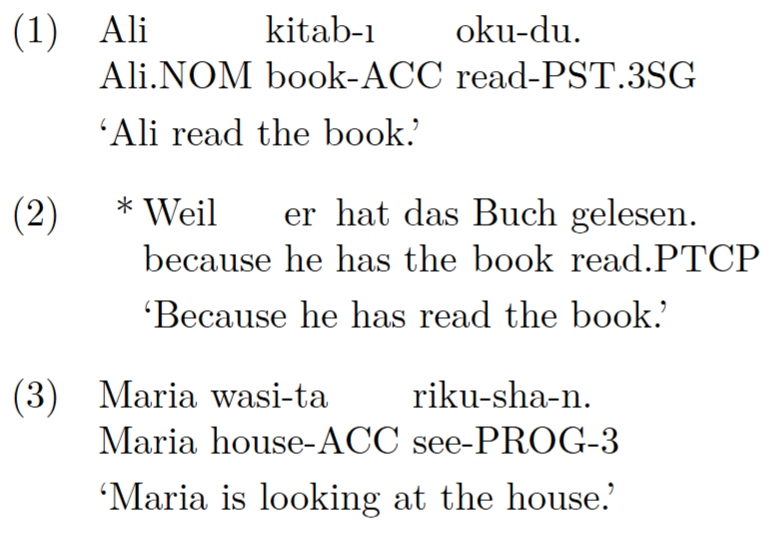 (1) Ali kitab-ı oku-du.
Ali.NOM book-ACC read-PST.3SG
‘Ali read the book.’
(2) * Weil er hat das Buch gelesen.
because he has the book read.PTCP
‘Because he has read the book.’
(3) Maria wasi-ta riku-sha-n.
Maria house-ACC see-PROG-3
‘Maria is looking at the house.’